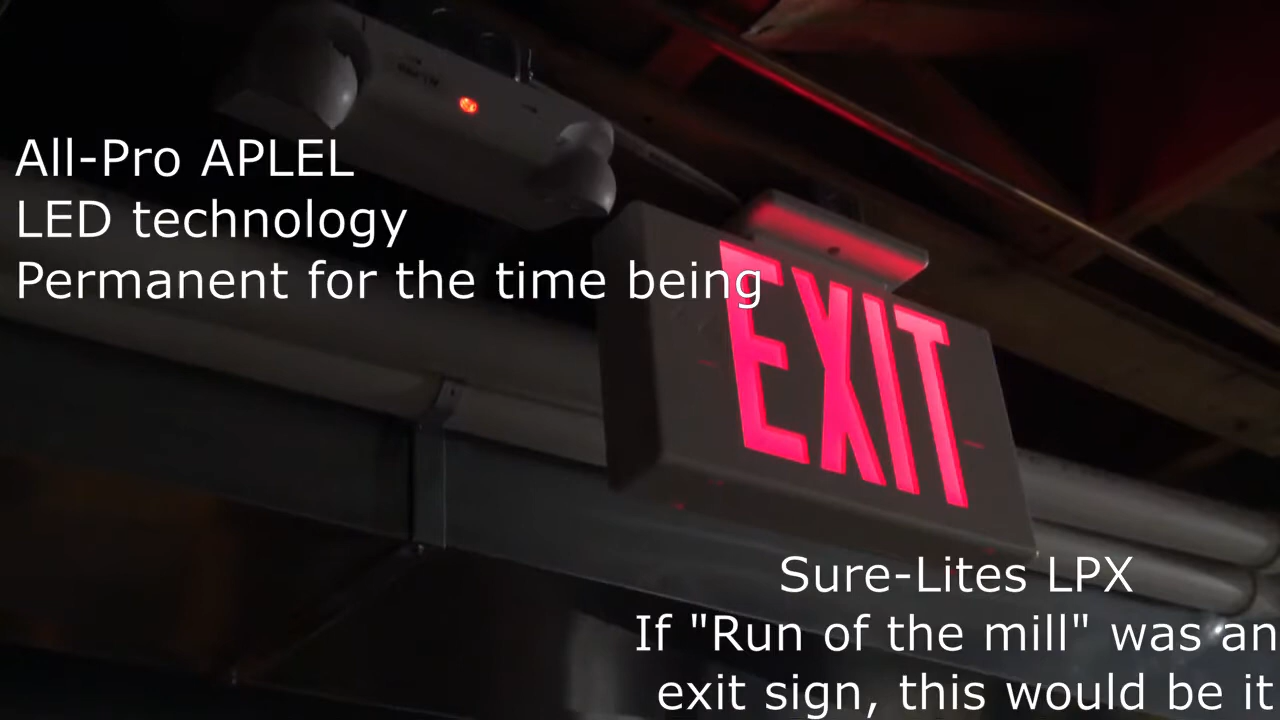 All-Pro APLEL
LED technology
Permanent for the time being
EXIT
Sure-Lites LPX
If "Run of the mill" was an
exit sign, this would be it